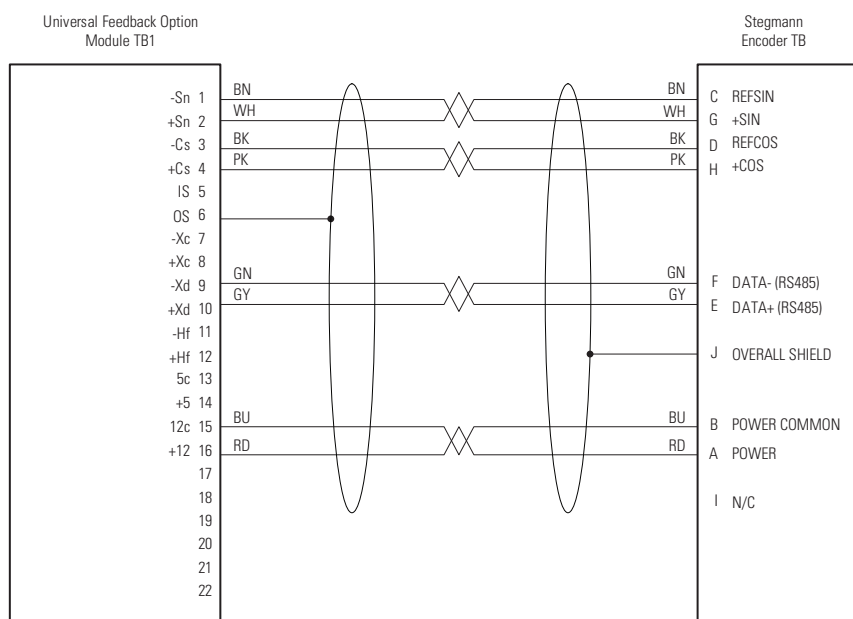 Universal Feedback Option
Module TB1
Stegmann
Encoder TB
-Sn 1 BN BN C REFSIN
+Sn 2 WH WH G +SIN
-Cs 3 BK BK D REFCOS
+Cs 4 PK PK H +COS
IS 5
OS 6
-Xc 7
+Xc 8
-Xd 9 GN GN F DATA- (RS485)
+Xd 10 GY GY E DATA+ (RS485)
-Hf 11
+Hf 12 J OVERALL SHIELD
5c 13
+5 14
12c 15 BU BU B POWER COMMON
+12 16 RD RD A POWER
17
18 I N/C
19
20
21
22